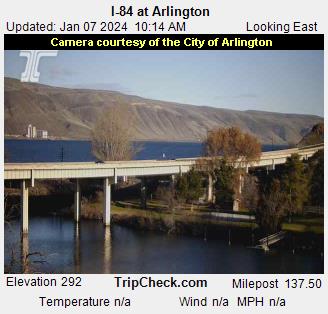 I-84 at Arlington
Updated: Jan 07 2024 10:14 AM Looking East
Camera courtesy of the City of Arlington
Elevation 292 TripCheck.com Milepost 137.50
Temperature n/a Wind n/a MPH n/a